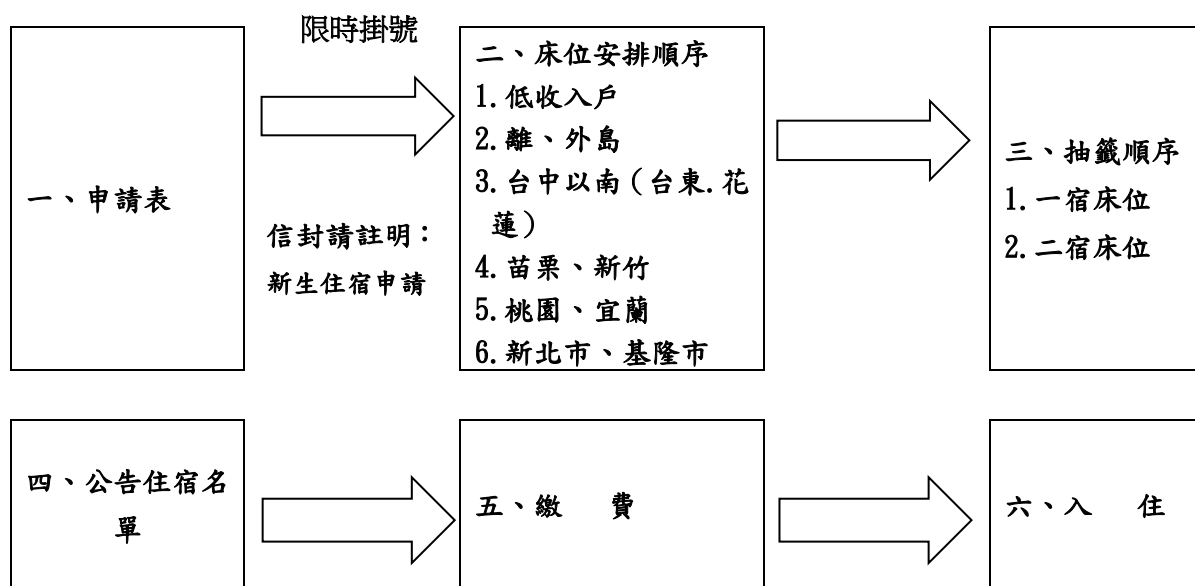 一、申請表
限時掛號
信封請註明：
新生住宿申請
二、床位安排順序
1.低收入戶
2.離、外島
3.台中以南（台東.花
蓮）
4.苗栗、新竹
5.桃園、宜蘭
6.新北市、基隆市
三、抽籤順序
1.一宿床位
2.二宿床位
四、公告住宿名
單
五、繳　費
六、入　住